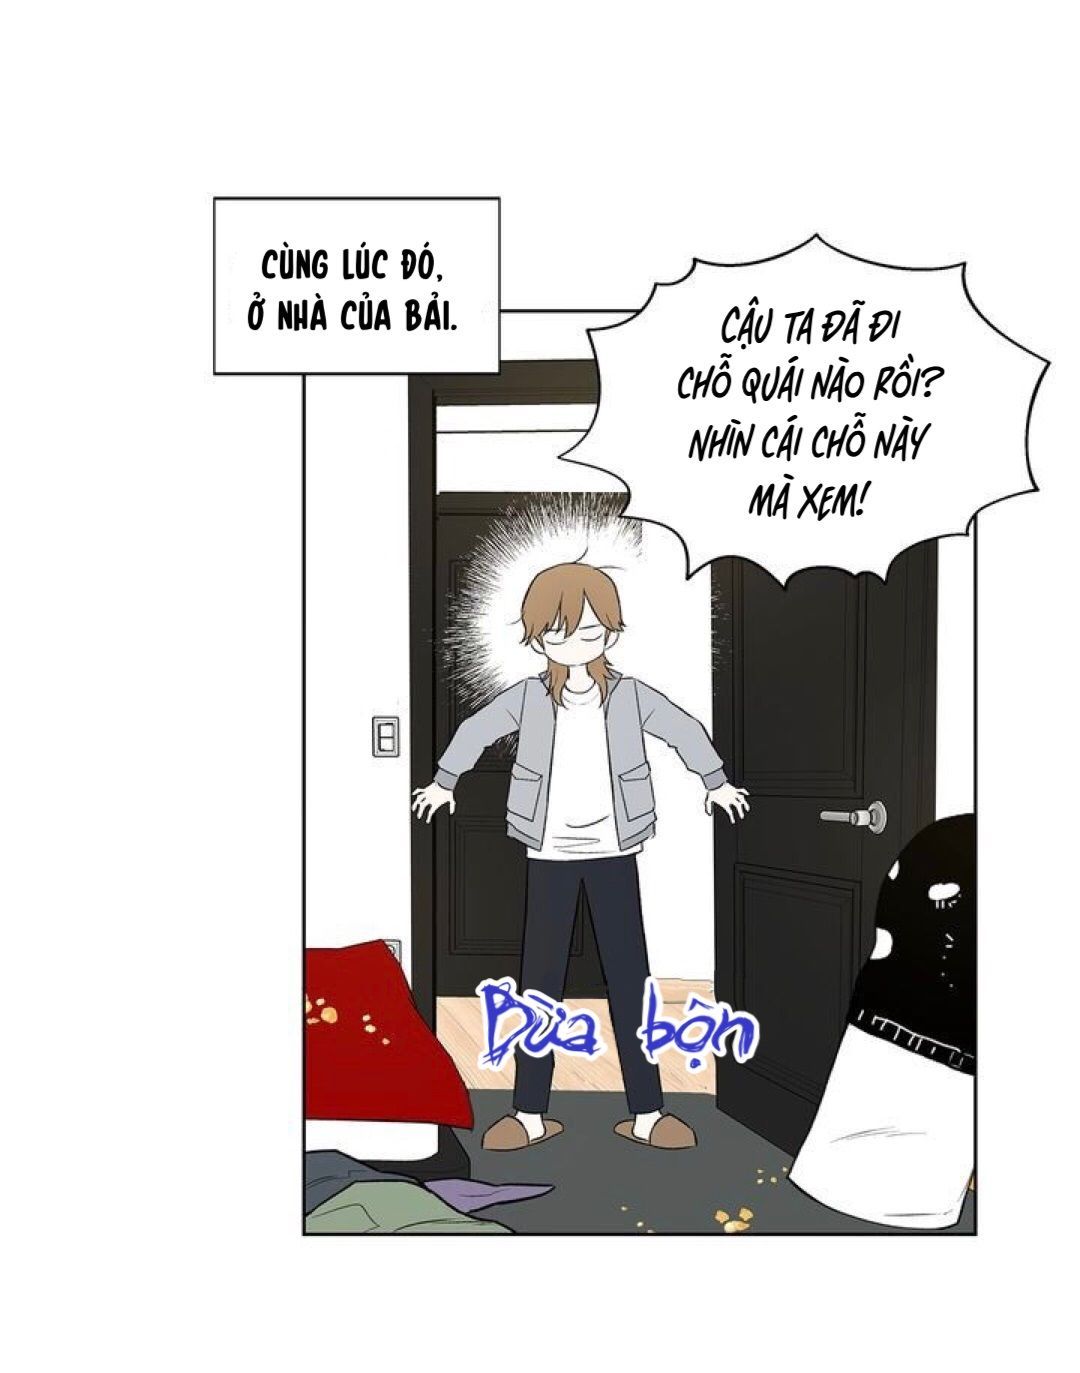 CÙNG LÚC ĐÓ,
Ở NHÀ CỦA BẢI.
CẬU TA ĐÃ ĐI
CHỖ QUÁI NÀO RỒI?
NHÌN CÁI CHỖ NÀY
MÀ XEM!
Bừa bộn